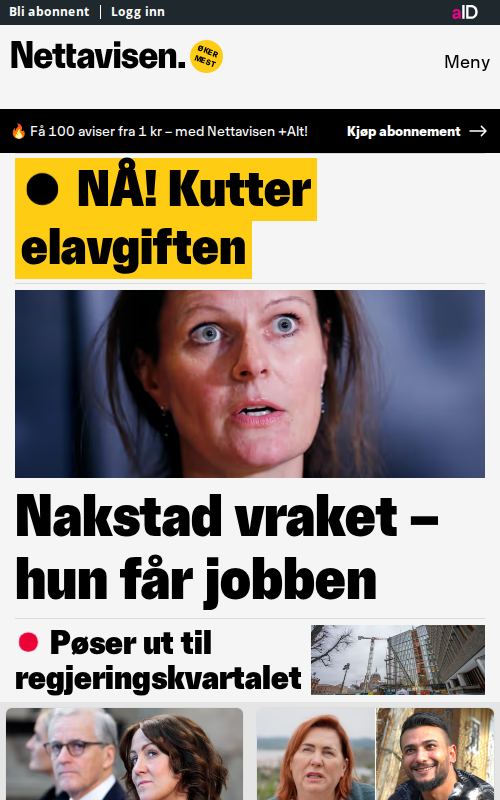 Bli abonnent
Logg inn
aID
Nettavisen.
ØKER
MEST
Meny
🔥 Få 100 aviser fra 1 kr – med Nettavisen +Alt!
Kjøp abonnement →
NÅ! Kutter
elavgiften
Nakstad vraket –
hun får jobben
Pøser ut til
regjeringskvartalet